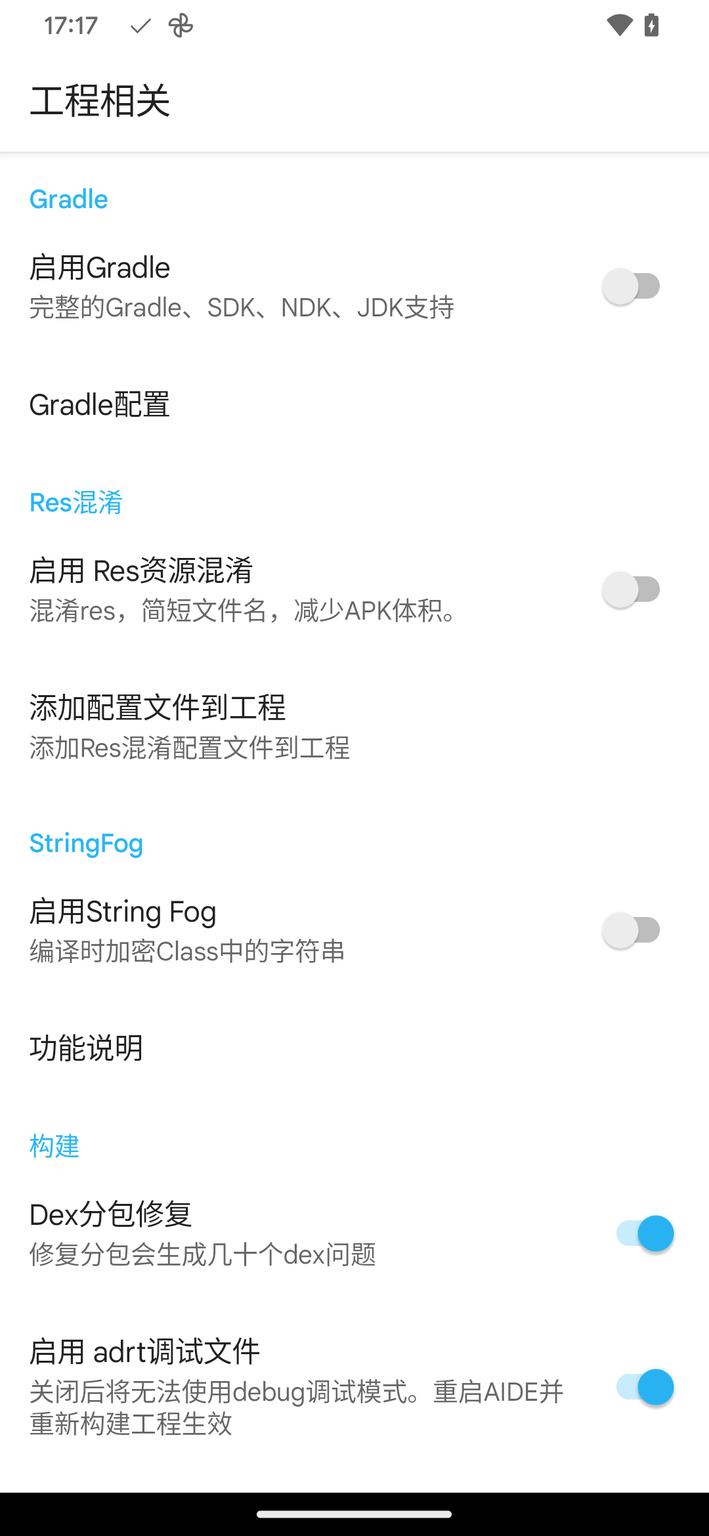 17:17
工程相关
Gradle
启用Gradle
完整的Gradle、SDK、NDK、JDK支持
Gradle配置
Res混淆
启用 Res资源混淆
混淆res，简短文件名，减少APK体积。
添加配置文件到工程
添加Res混淆配置文件到工程
StringFog
启用String Fog
编译时加密Class中的字符串
功能说明
构建
Dex分包修复
修复分包会生成几十个dex问题
启用 adrt调试文件
关闭后将无法使用debug调试模式。重启AIDE并
重新构建工程生效